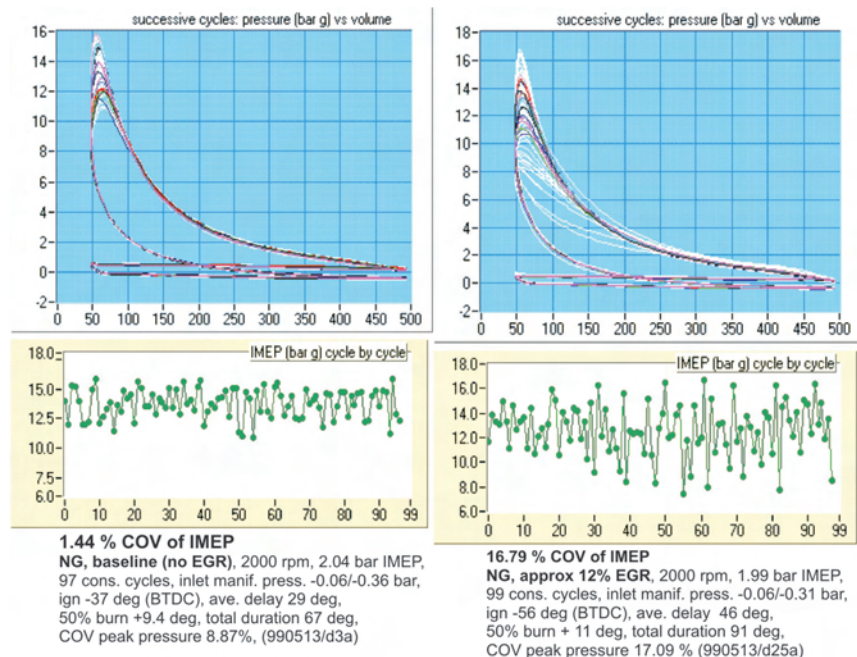 successive cycles: pressure (bar g) vs volume
16
14
12
10
8
6
4
2
0
-2
0 50 100 150 200 250 300 350 400 450 500
IMEP (bar g) cycle by cycle
18.0
15.0
12.5
10.0
7.5
6.0
0 10 20 30 40 50 60 70 80 90 99
1.44 % COV of IMEP
NG, baseline (no EGR), 2000 rpm, 2.04 bar IMEP,
97 cons. cycles, inlet manif. press. -0.06/-0.36 bar,
ign -37 deg (BTDC), ave. delay 29 deg,
50% burn +9.4 deg, total duration 67 deg,
COV peak pressure 8.87%, (990513/d3a)
successive cycles: pressure (bar g) vs volume
18
16
14
12
10
8
6
4
2
0
-2
0 50 100 150 200 250 300 350 400 450 500
IMEP (bar g) cycle by cycle
18.0
16.0
14.0
12.0
10.0
8.0
6.0
0 10 20 30 40 50 60 70 80 90 99
16.79 % COV of IMEP
NG, approx 12% EGR, 2000 rpm, 1.99 bar IMEP,
99 cons. cycles, inlet manif. press. -0.06/-0.31 bar,
ign -56 deg (BTDC), ave. delay 46 deg,
50% burn + 11 deg, total duration 91 deg,
COV peak pressure 17.09 % (990513/d25a)